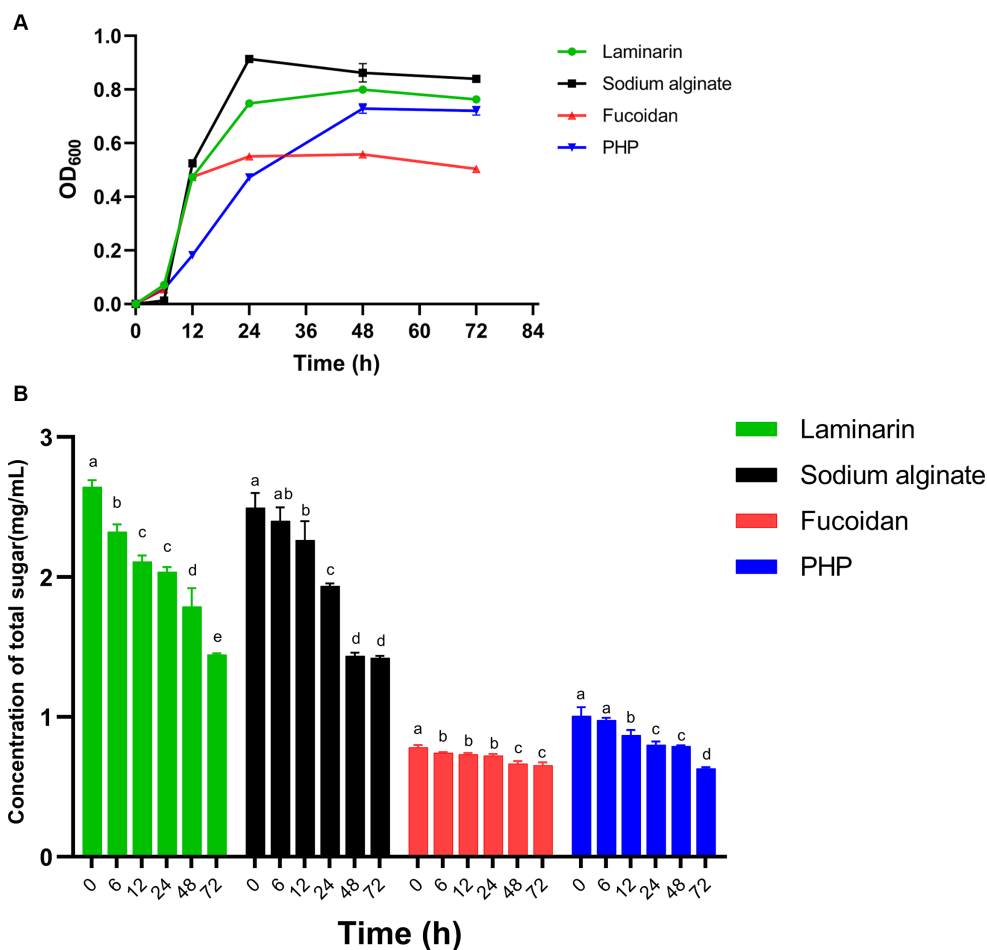 A
1.0
0.8
0.6
0.4
0.2
0.0
OD600
0 12 24 36 48 60 72 84
Time (h)
Laminarin
Sodium alginate
Fucoidan
PHP
B
Concentration of total sugar(mg/mL)
3
2
1
0
a b c c d e
a ab b c d d
a b b b c c
a a b c c d
0 6 12 24 48 72 0 6 12 24 48 72 0 6 12 24 48 72 0 6 12 24 48 72
Time (h)
Laminarin
Sodium alginate
Fucoidan
PHP